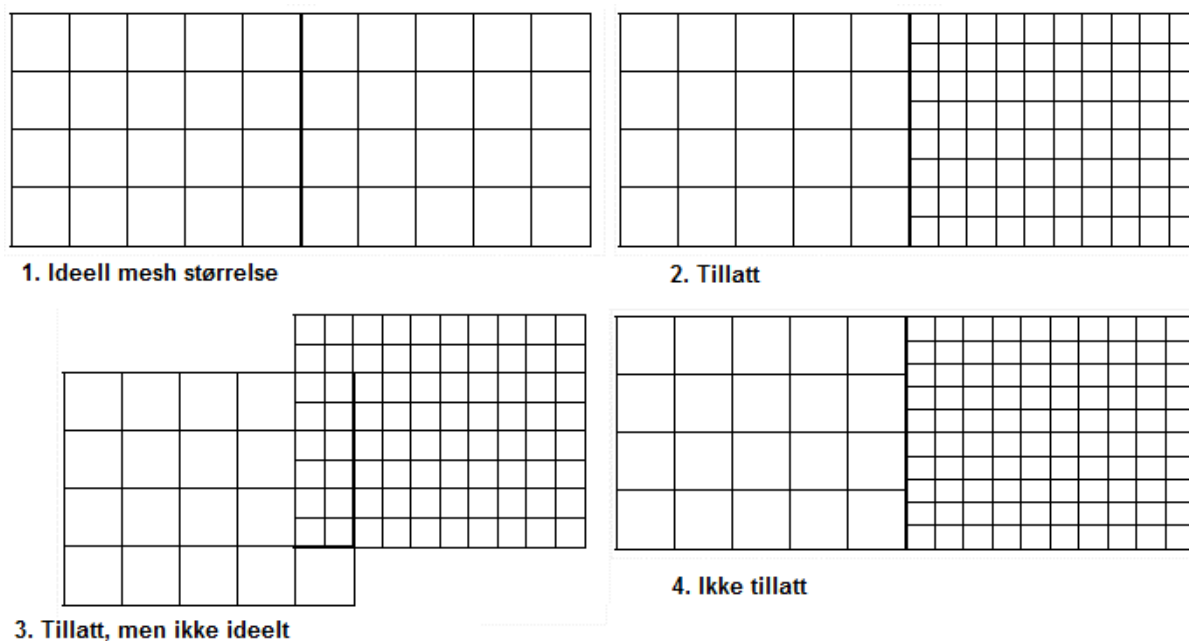 1. Ideell mesh størrelse
2. Tillatt
3. Tillatt, men ikke ideelt
4. Ikke tillatt